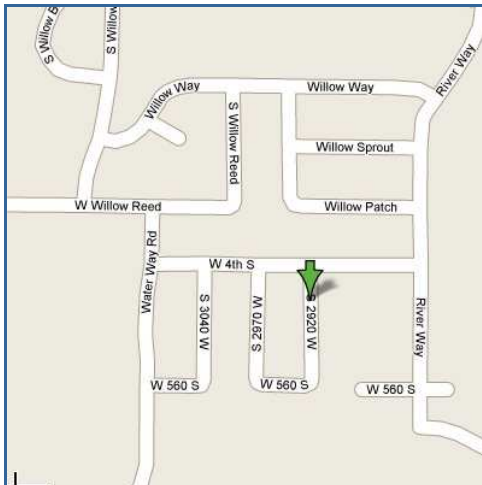 S Willow B
S Willow
River Way
Willow Way
Willow Way
S Willow Reed
Willow Sprout
W Willow Reed
Willow Patch
Water Way Rd
W 4th S
S 3040 W
S 2970 W
S 2920 W
River Way
W 560 S
W 560 S
W 560 S